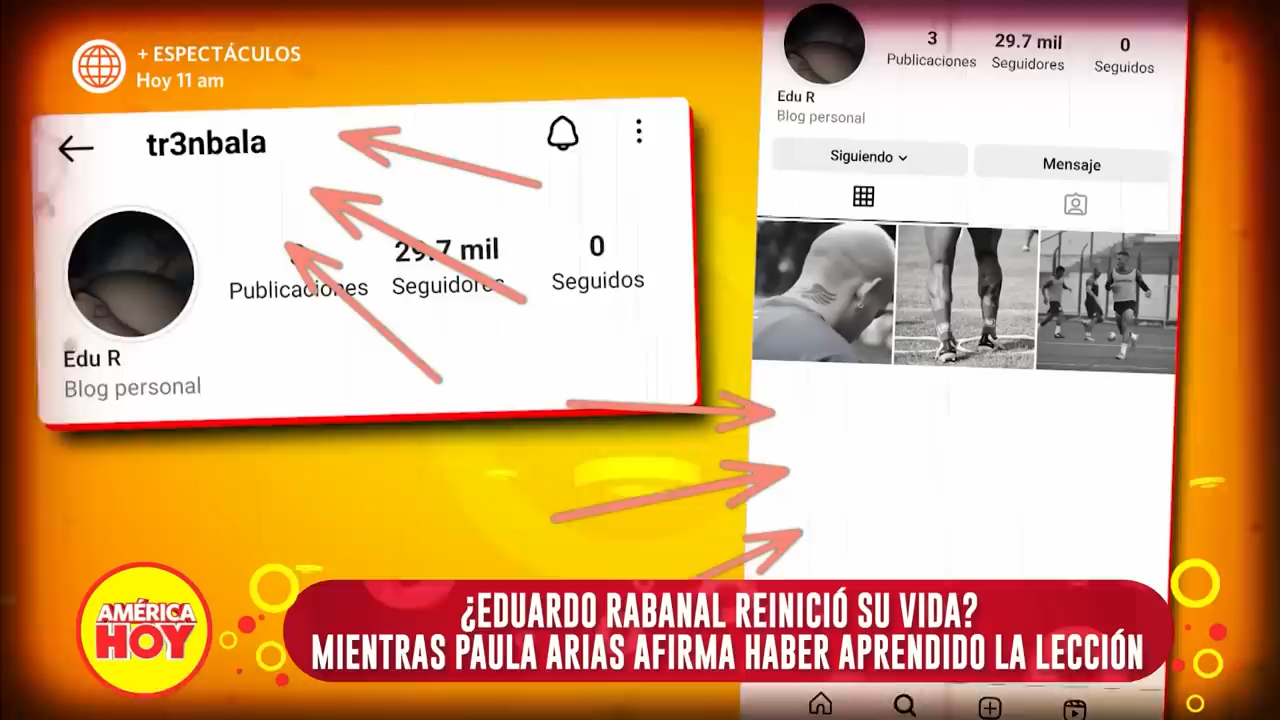 + ESPECTÁCULOS
Hoy 11 am
tr3nbala
29.7 mil
0
Publicaciones
Seguidores
Seguidos
Edu R
Blog personal
3
29.7 mil
0
Publicaciones
Seguidores
Seguidos
Edu R
Blog personal
Siguiendo
Mensaje
AMÉRICA
HOY
¿EDUARDO RABANAL REINICIÓ SU VIDA?
MIENTRAS PAULA ARIAS AFIRMA HABER APRENDIDO LA LECCIÓN